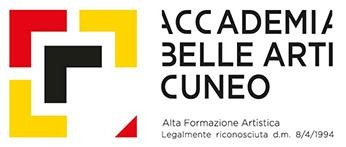 ACCADEMIA
BELLE ARTI
CUNEO
Alta Formazione Artistica
Legalmente riconosciuta d.m. 8/4/1994